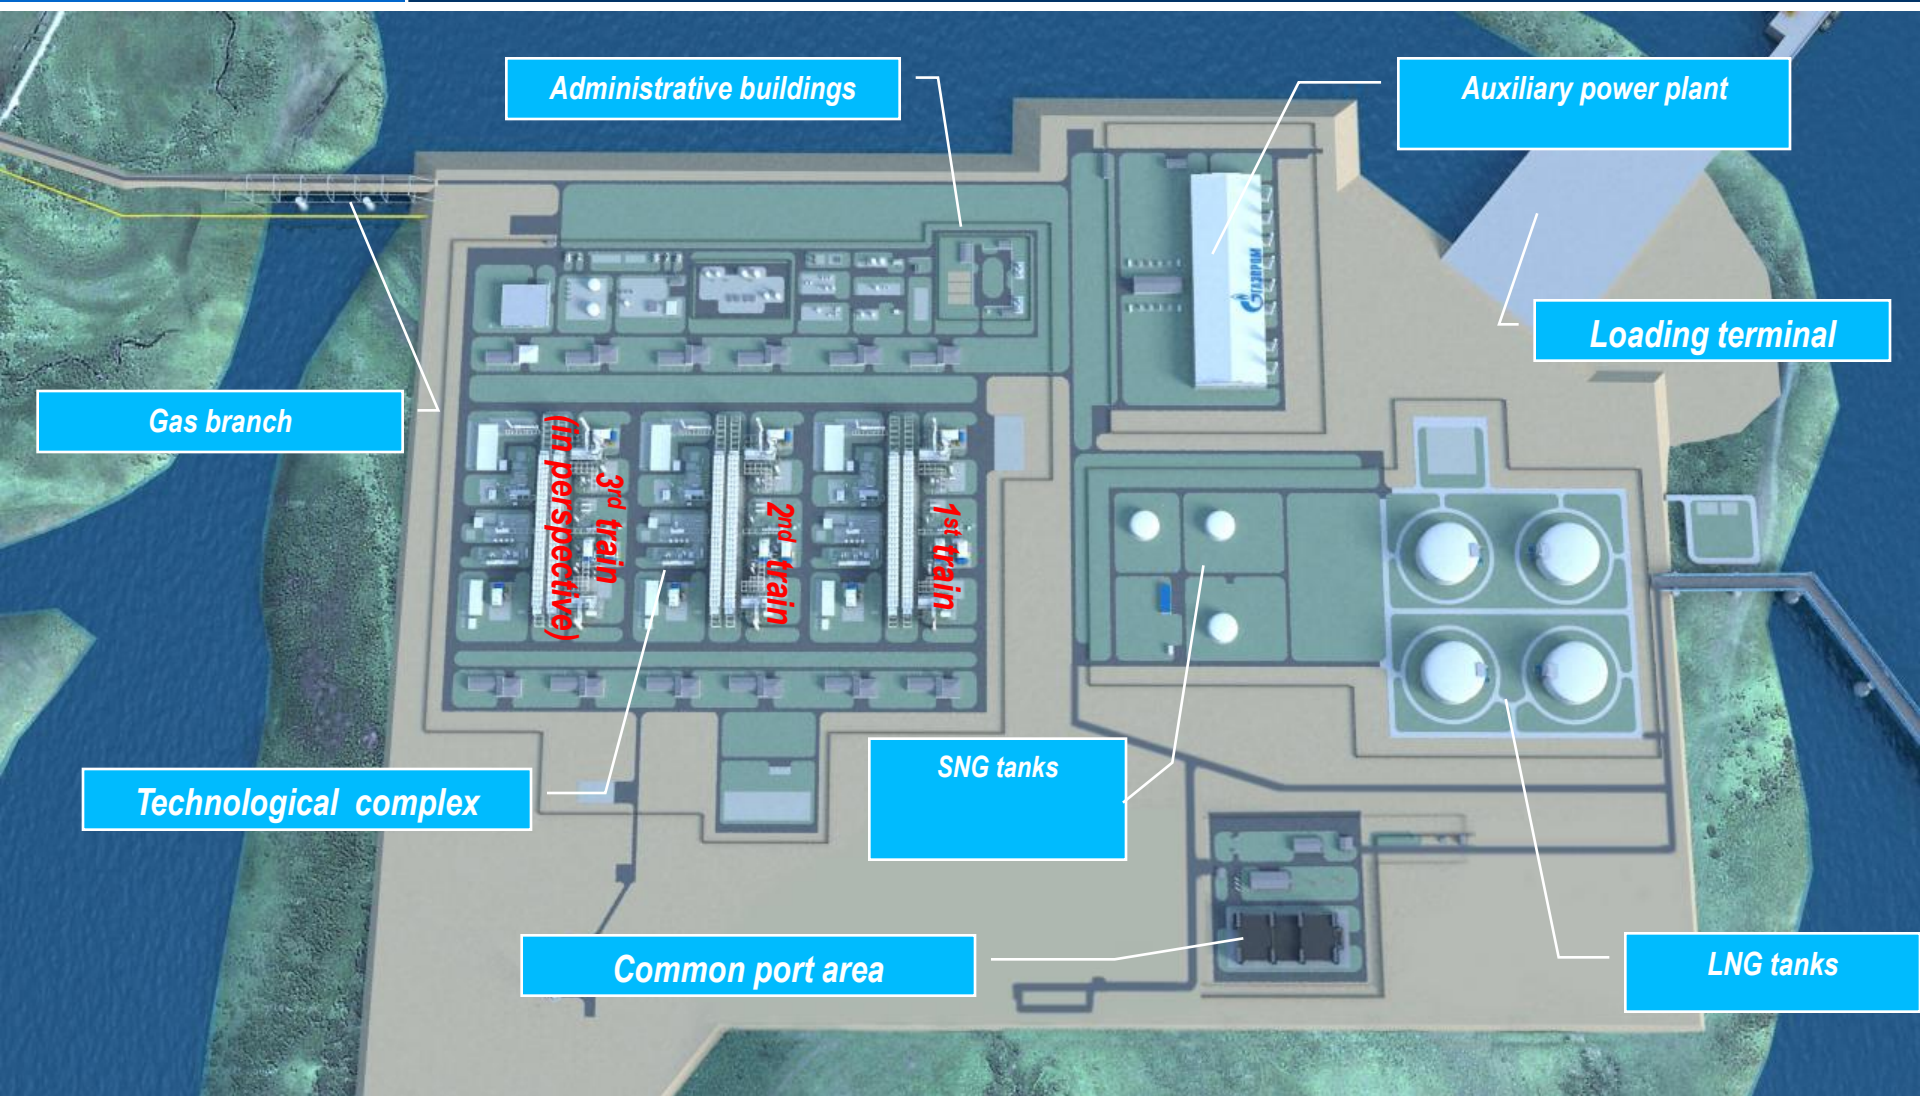 Administrative buildings
Auxiliary power plant
ГАЗПРОМ
Loading terminal
Gas branch
3rd train
(in perspective)
2nd train
1st train
SNG tanks
Technological complex
Common port area
LNG tanks